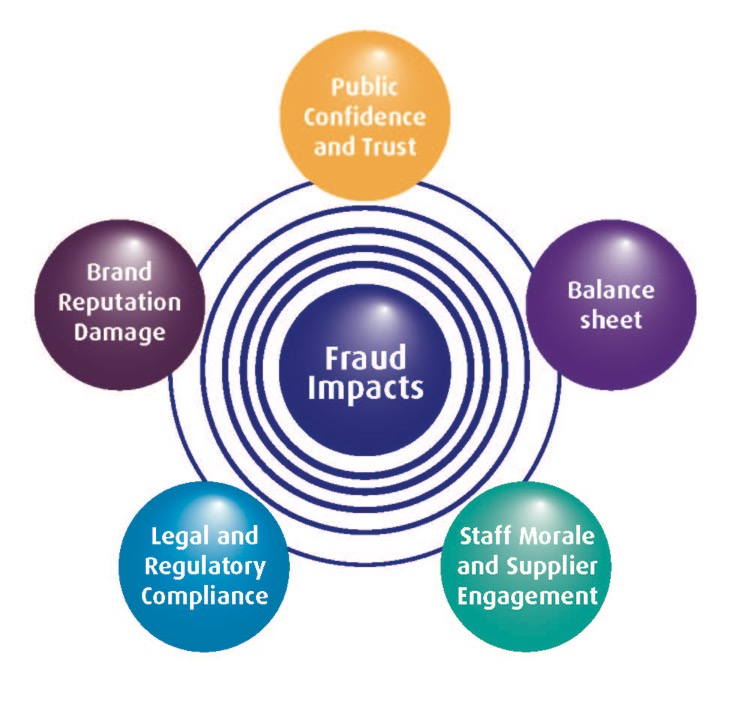 Public
Confidence
and Trust
Brand
Reputation
Damage
Balance
sheet
Fraud
Impacts
Legal and
Regulatory
Compliance
Staff Morale
and Supplier
Engagement